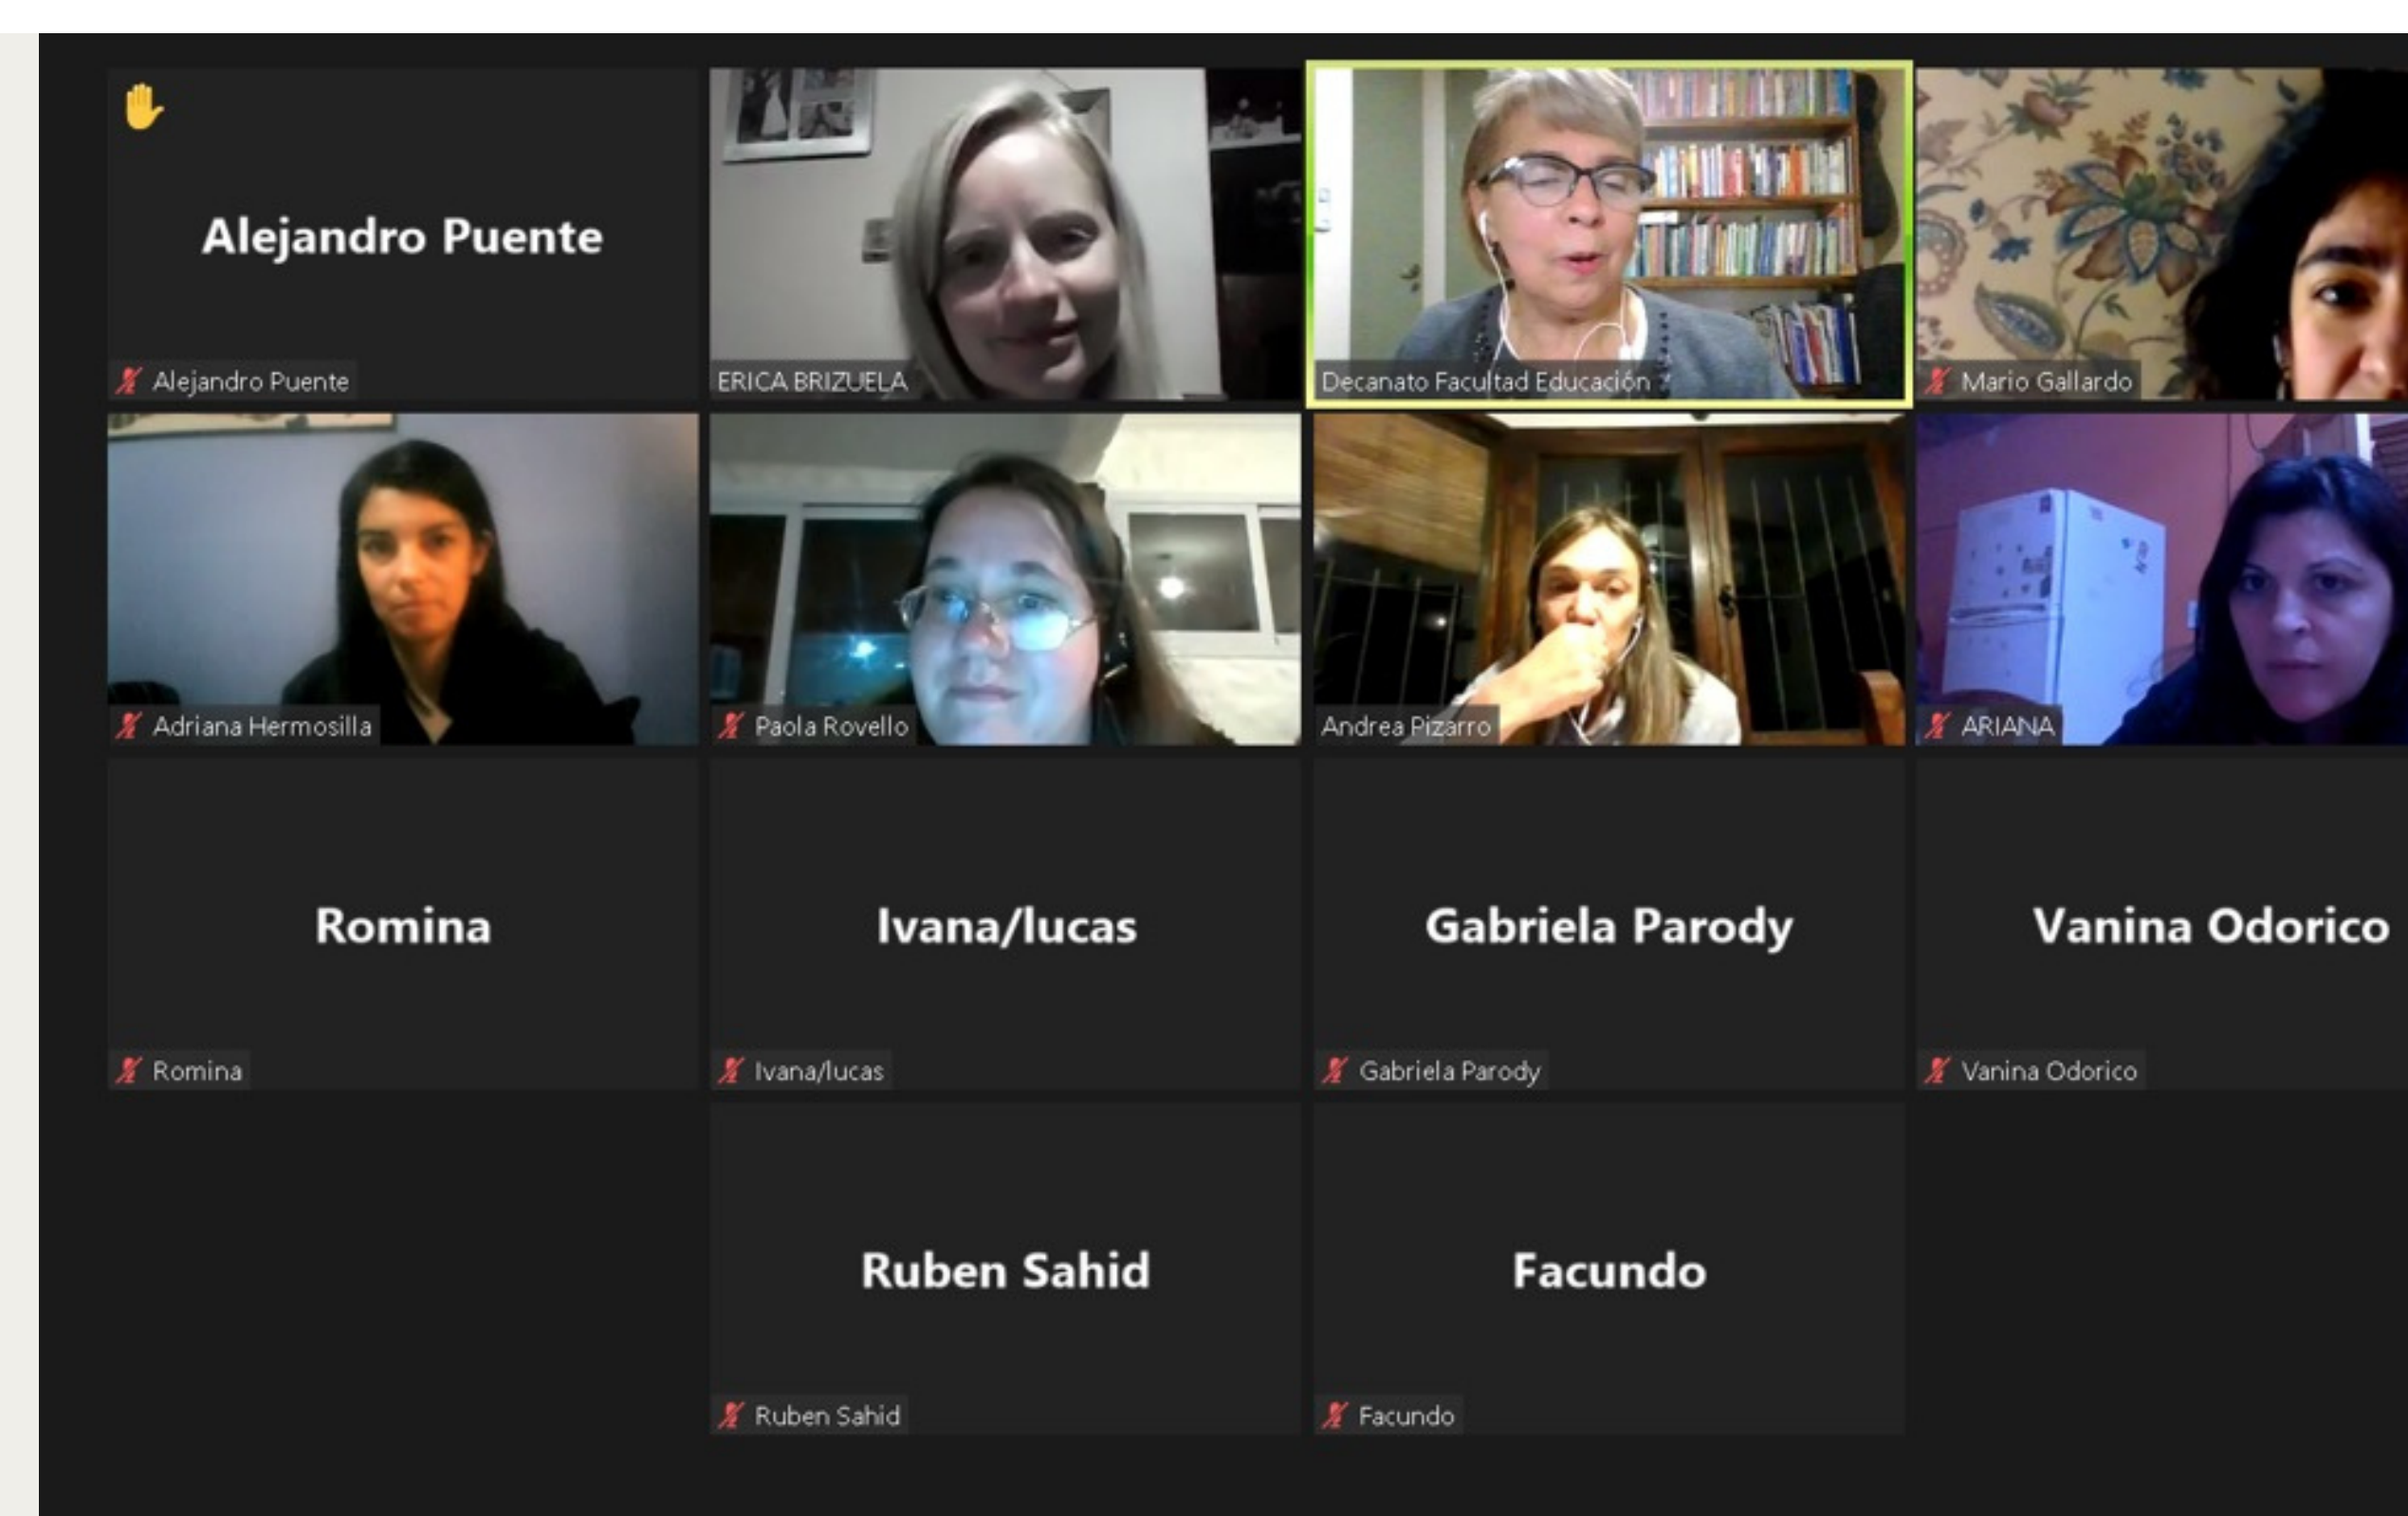 Alejandro Puente
Alejandro Puente
ERICA BRIZUELA
Decanato Facultad Educación
Mario Gallardo
Adriana Hermosilla
Paola Rovello
Andrea Pizarro
ARIANA
Romina
Ivana/lucas
Gabriela Parody
Vanina Odorico
Romina
Ivana/lucas
Gabriela Parody
Vanina Odorico
Ruben Sahid
Facundo
Ruben Sahid
Facundo